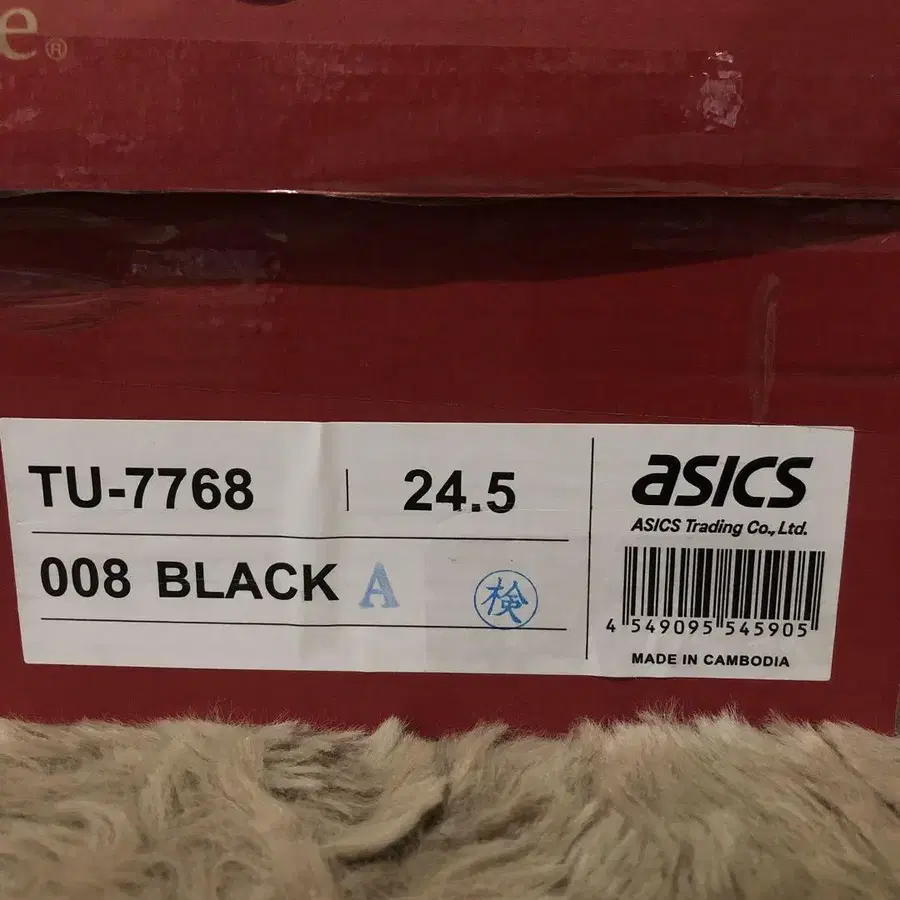 e®
TU-7768 24.5
008 BLACK A 検
asics
ASICS Trading Co., Ltd.
4 549095 545905
MADE IN CAMBODIA